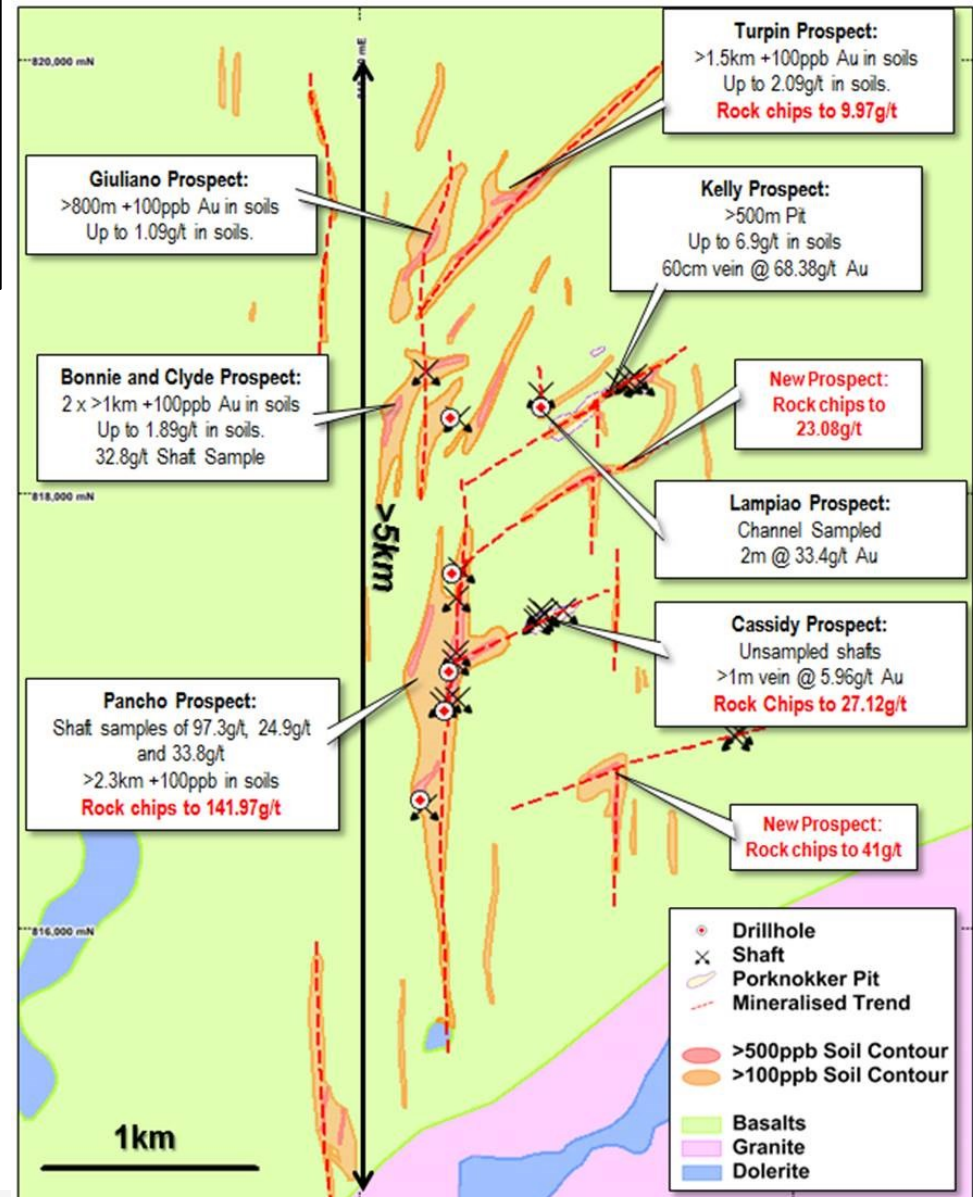 820,000 mN
mE
Turpin Prospect:
>1.5km +100ppb Au in soils
Up to 2.09g/t in soils.
Rock chips to 9.97g/t
Giuliano Prospect:
>800m +100ppb Au in soils
Up to 1.09g/t in soils.
Kelly Prospect:
>500m Pit
Up to 6.9g/t in soils
60cm vein @ 68.38g/t Au
Bonnie and Clyde Prospect:
2 x >1km +100ppb Au in soils
Up to 1.89g/t in soils.
32.8g/t Shaft Sample
New Prospect:
Rock chips to
23.08g/t
818,000 mN
>5km
Lampiao Prospect:
Channel Sampled
2m @ 33.4g/t Au
Cassidy Prospect:
Unsampled shafts
>1m vein @ 5.96g/t Au
Rock Chips to 27.12g/t
Pancho Prospect:
Shaft samples of 97.3g/t, 24.9g/t
and 33.8g/t
>2.3km +100ppb in soils
Rock chips to 141.97g/t
New Prospect:
Rock chips to 41g/t
816,000 mN
Drillhole
Shaft
Porknokker Pit
Mineralised Trend
>500ppb Soil Contour
>100ppb Soil Contour
Basalts
Granite
Dolerite
1km